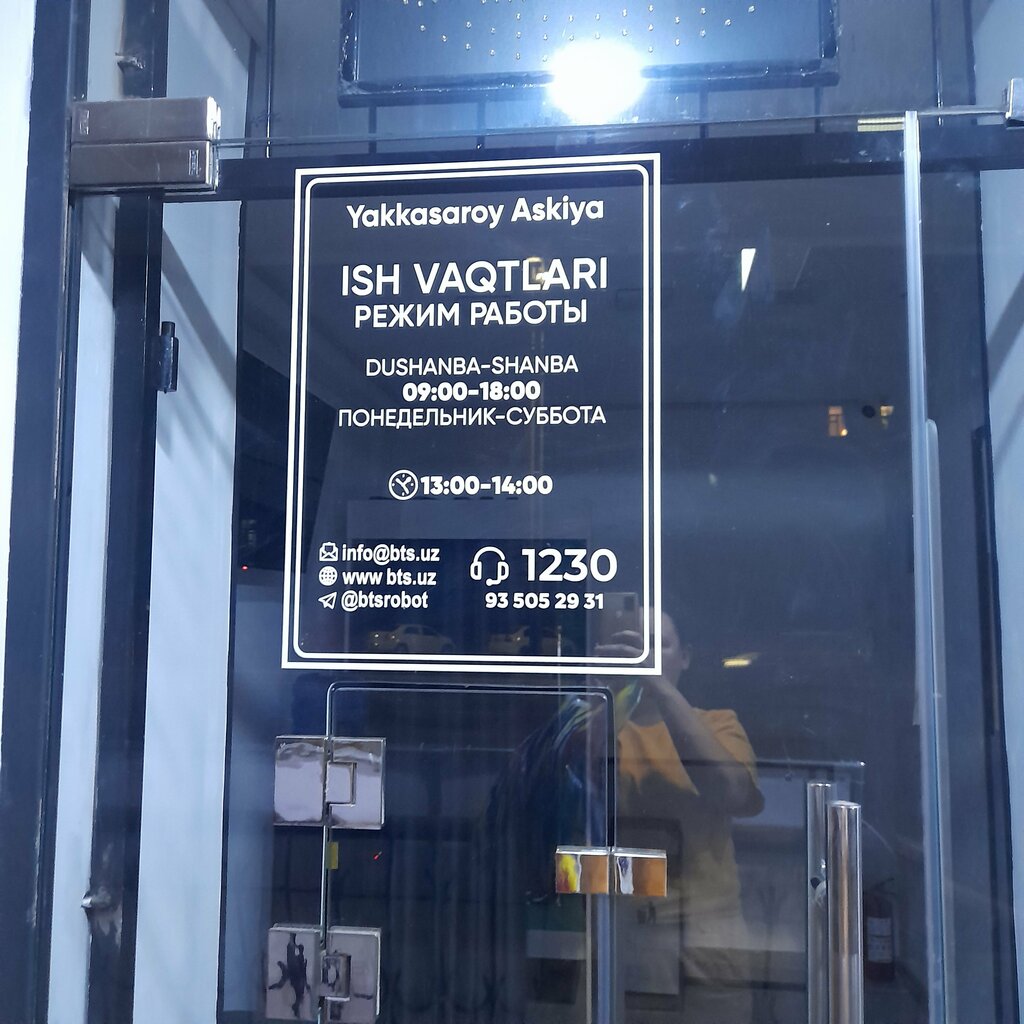 Yakkasaroy Askiya
ISH VAQTLARI
РЕЖИМ РАБОТЫ
DUSHANBA-SHANBA
09:00-18:00
ПОНЕДЕЛЬНИК-СУББОТА
13:00-14:00
info@bts.uz
www bts.uz
@btsrobot
1230
93 505 29 31